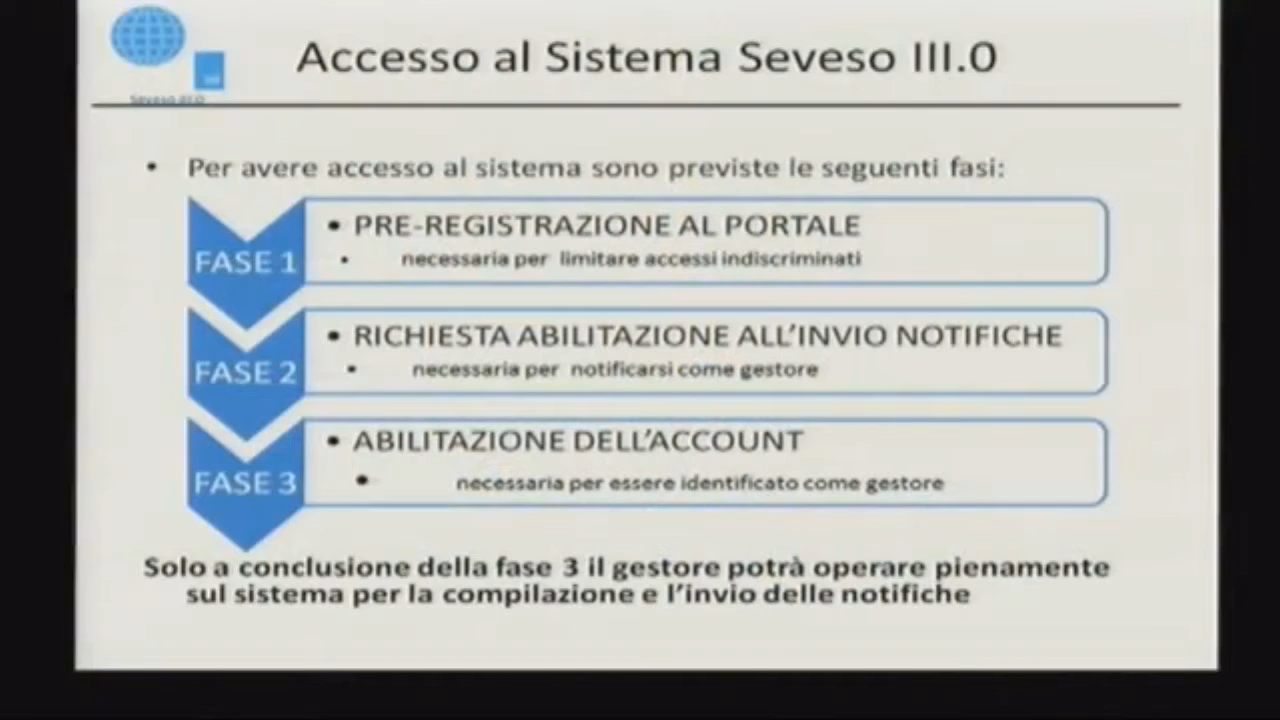 Accesso al Sistema Seveso III.0
Seveso III.0
• Per avere accesso al sistema sono previste le seguenti fasi:
FASE 1
• PRE-REGISTRAZIONE AL PORTALE
• necessaria per limitare accessi indiscriminati
FASE 2
• RICHIESTA ABILITAZIONE ALL'INVIO NOTIFICHE
• necessaria per notificarsi come gestore
FASE 3
• ABILITAZIONE DELL'ACCOUNT
• necessaria per essere identificato come gestore
Solo a conclusione della fase 3 il gestore potrà operare pienamente
sul sistema per la compilazione e l'invio delle notifiche